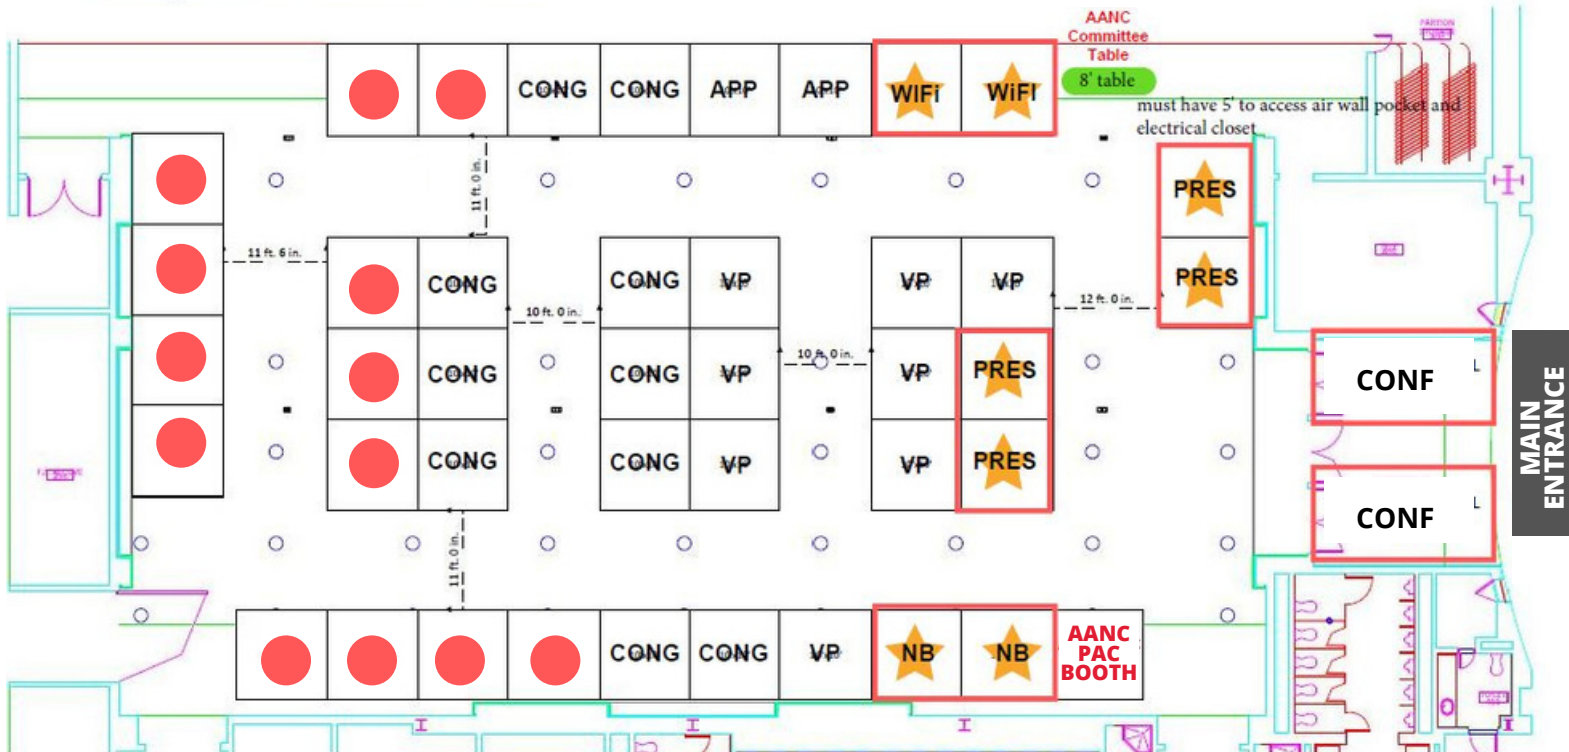 AANC
Committee
Table
8' table
must have 5' to access air wall pocket and
electrical closet
CONG CONG APP APP WIFi WiFI
11 ft. 0 in.
PRES
PRES
11 ft. 6 in.
CONG CONG VP VP VP
10 ft. 0 in.
12 ft. 0 in.
10 ft. 0 in.
CONG CONG VP VP PRES
CONG CONG VP VP PRES
CONF
CONF
MAIN
ENTRANCE
11 ft. 0 in.
CONG CONG VP NB NB
AANC
PAC
BOOTH